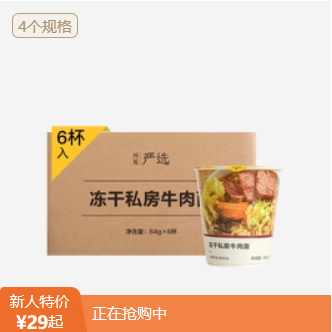 4个规格
6杯
入
网易
严选
冻干私房牛肉
净含量：64g×6杯
冻干私房牛肉面
新人特价
¥29起
正在抢购中